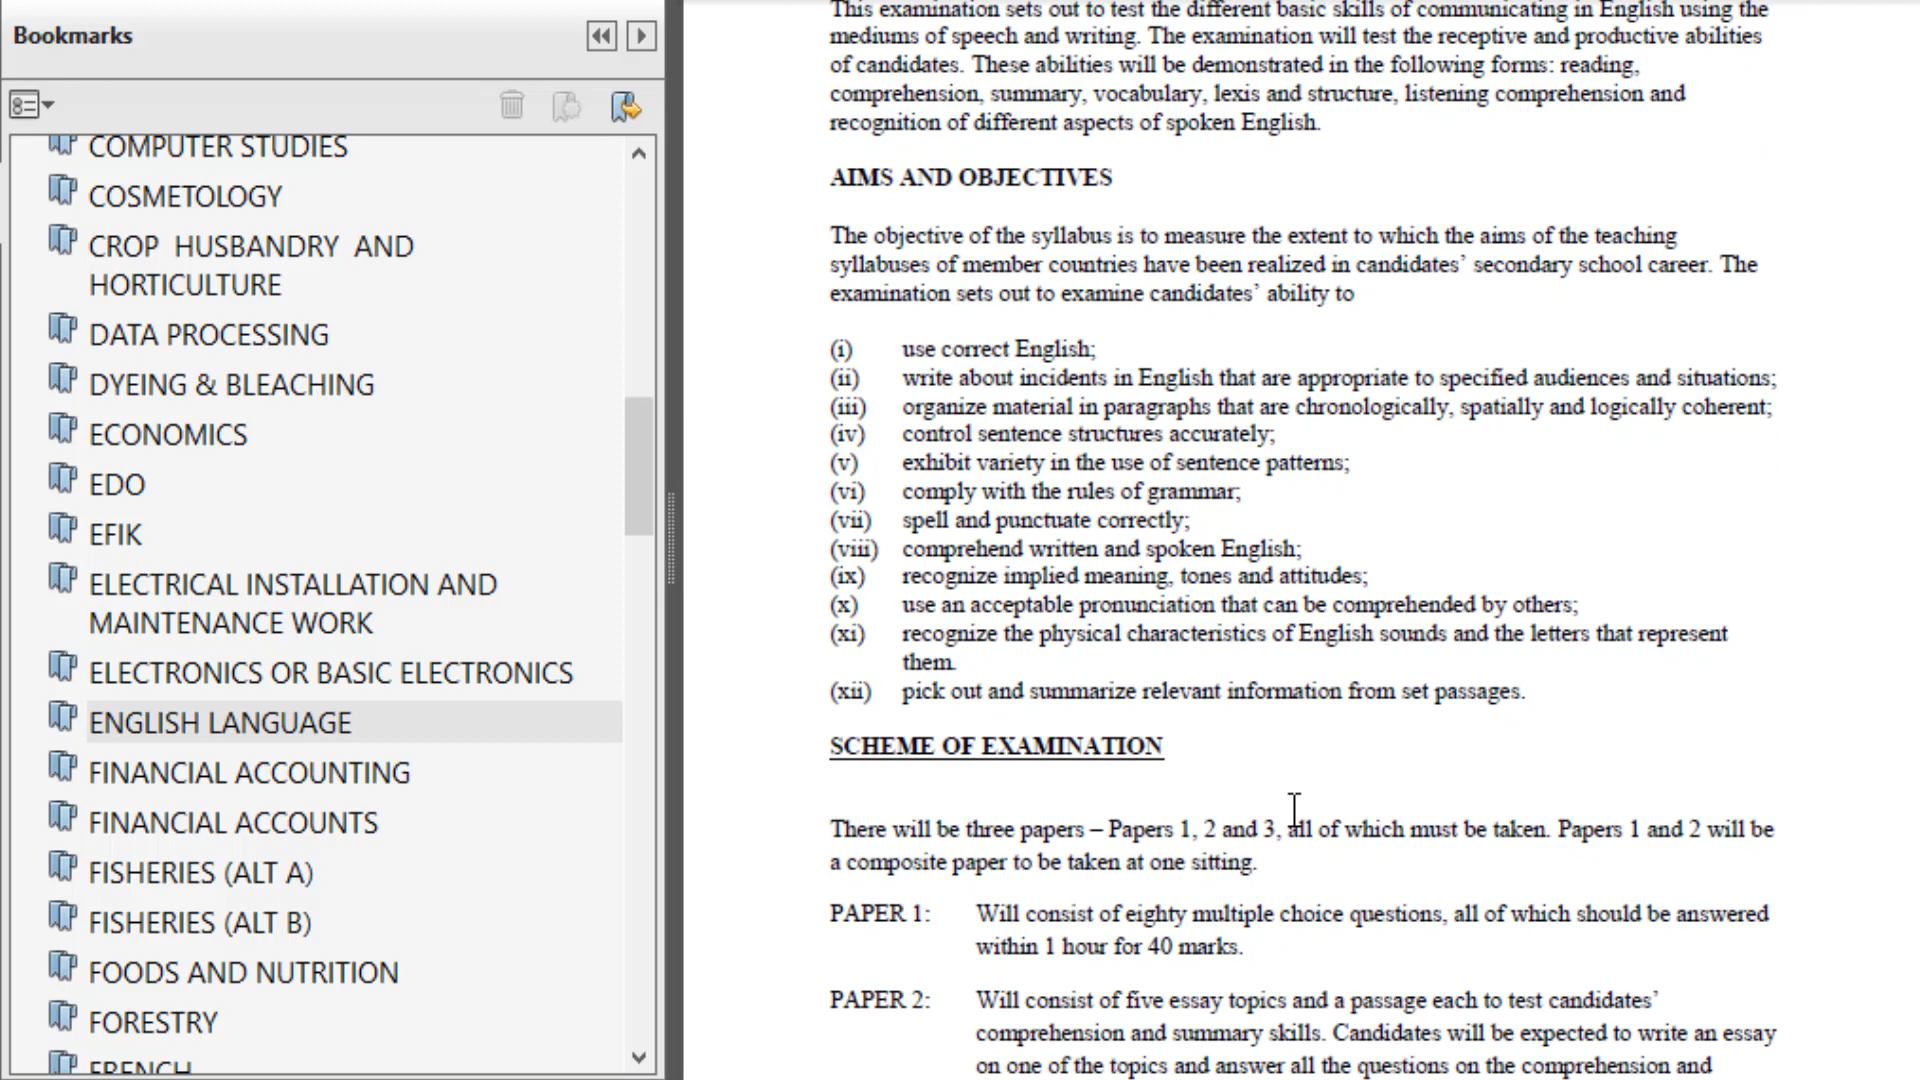 Bookmarks
COMPUTER STUDIES
COSMETOLOGY
CROP HUSBANDRY AND
HORTICULTURE
DATA PROCESSING
DYEING & BLEACHING
ECONOMICS
EDO
EFIK
ELECTRICAL INSTALLATION AND
MAINTENANCE WORK
ELECTRONICS OR BASIC ELECTRONICS
ENGLISH LANGUAGE
FINANCIAL ACCOUNTING
FINANCIAL ACCOUNTS
FISHERIES (ALT A)
FISHERIES (ALT B)
FOODS AND NUTRITION
FORESTRY
FRENCH
This examination sets out to test the different basic skills of communicating in English using the
mediums of speech and writing. The examination will test the receptive and productive abilities
of candidates. These abilities will be demonstrated in the following forms: reading,
comprehension, summary, vocabulary, lexis and structure, listening comprehension and
recognition of different aspects of spoken English.
AIMS AND OBJECTIVES
The objective of the syllabus is to measure the extent to which the aims of the teaching
syllabuses of member countries have been realized in candidates’ secondary school career. The
examination sets out to examine candidates’ ability to
(i) use correct English;
(ii) write about incidents in English that are appropriate to specified audiences and situations;
(iii) organize material in paragraphs that are chronologically, spatially and logically coherent;
(iv) control sentence structures accurately;
(v) exhibit variety in the use of sentence patterns;
(vi) comply with the rules of grammar;
(vii) spell and punctuate correctly;
(viii) comprehend written and spoken English;
(ix) recognize implied meaning, tones and attitudes;
(x) use an acceptable pronunciation that can be comprehended by others;
(xi) recognize the physical characteristics of English sounds and the letters that represent
them.
(xii) pick out and summarize relevant information from set passages.
SCHEME OF EXAMINATION
There will be three papers – Papers 1, 2 and 3, all of which must be taken. Papers 1 and 2 will be
a composite paper to be taken at one sitting.
PAPER 1: Will consist of eighty multiple choice questions, all of which should be answered
within 1 hour for 40 marks.
PAPER 2: Will consist of five essay topics and a passage each to test candidates’
comprehension and summary skills. Candidates will be expected to write an essay
on one of the topics and answer all the questions on the comprehension and